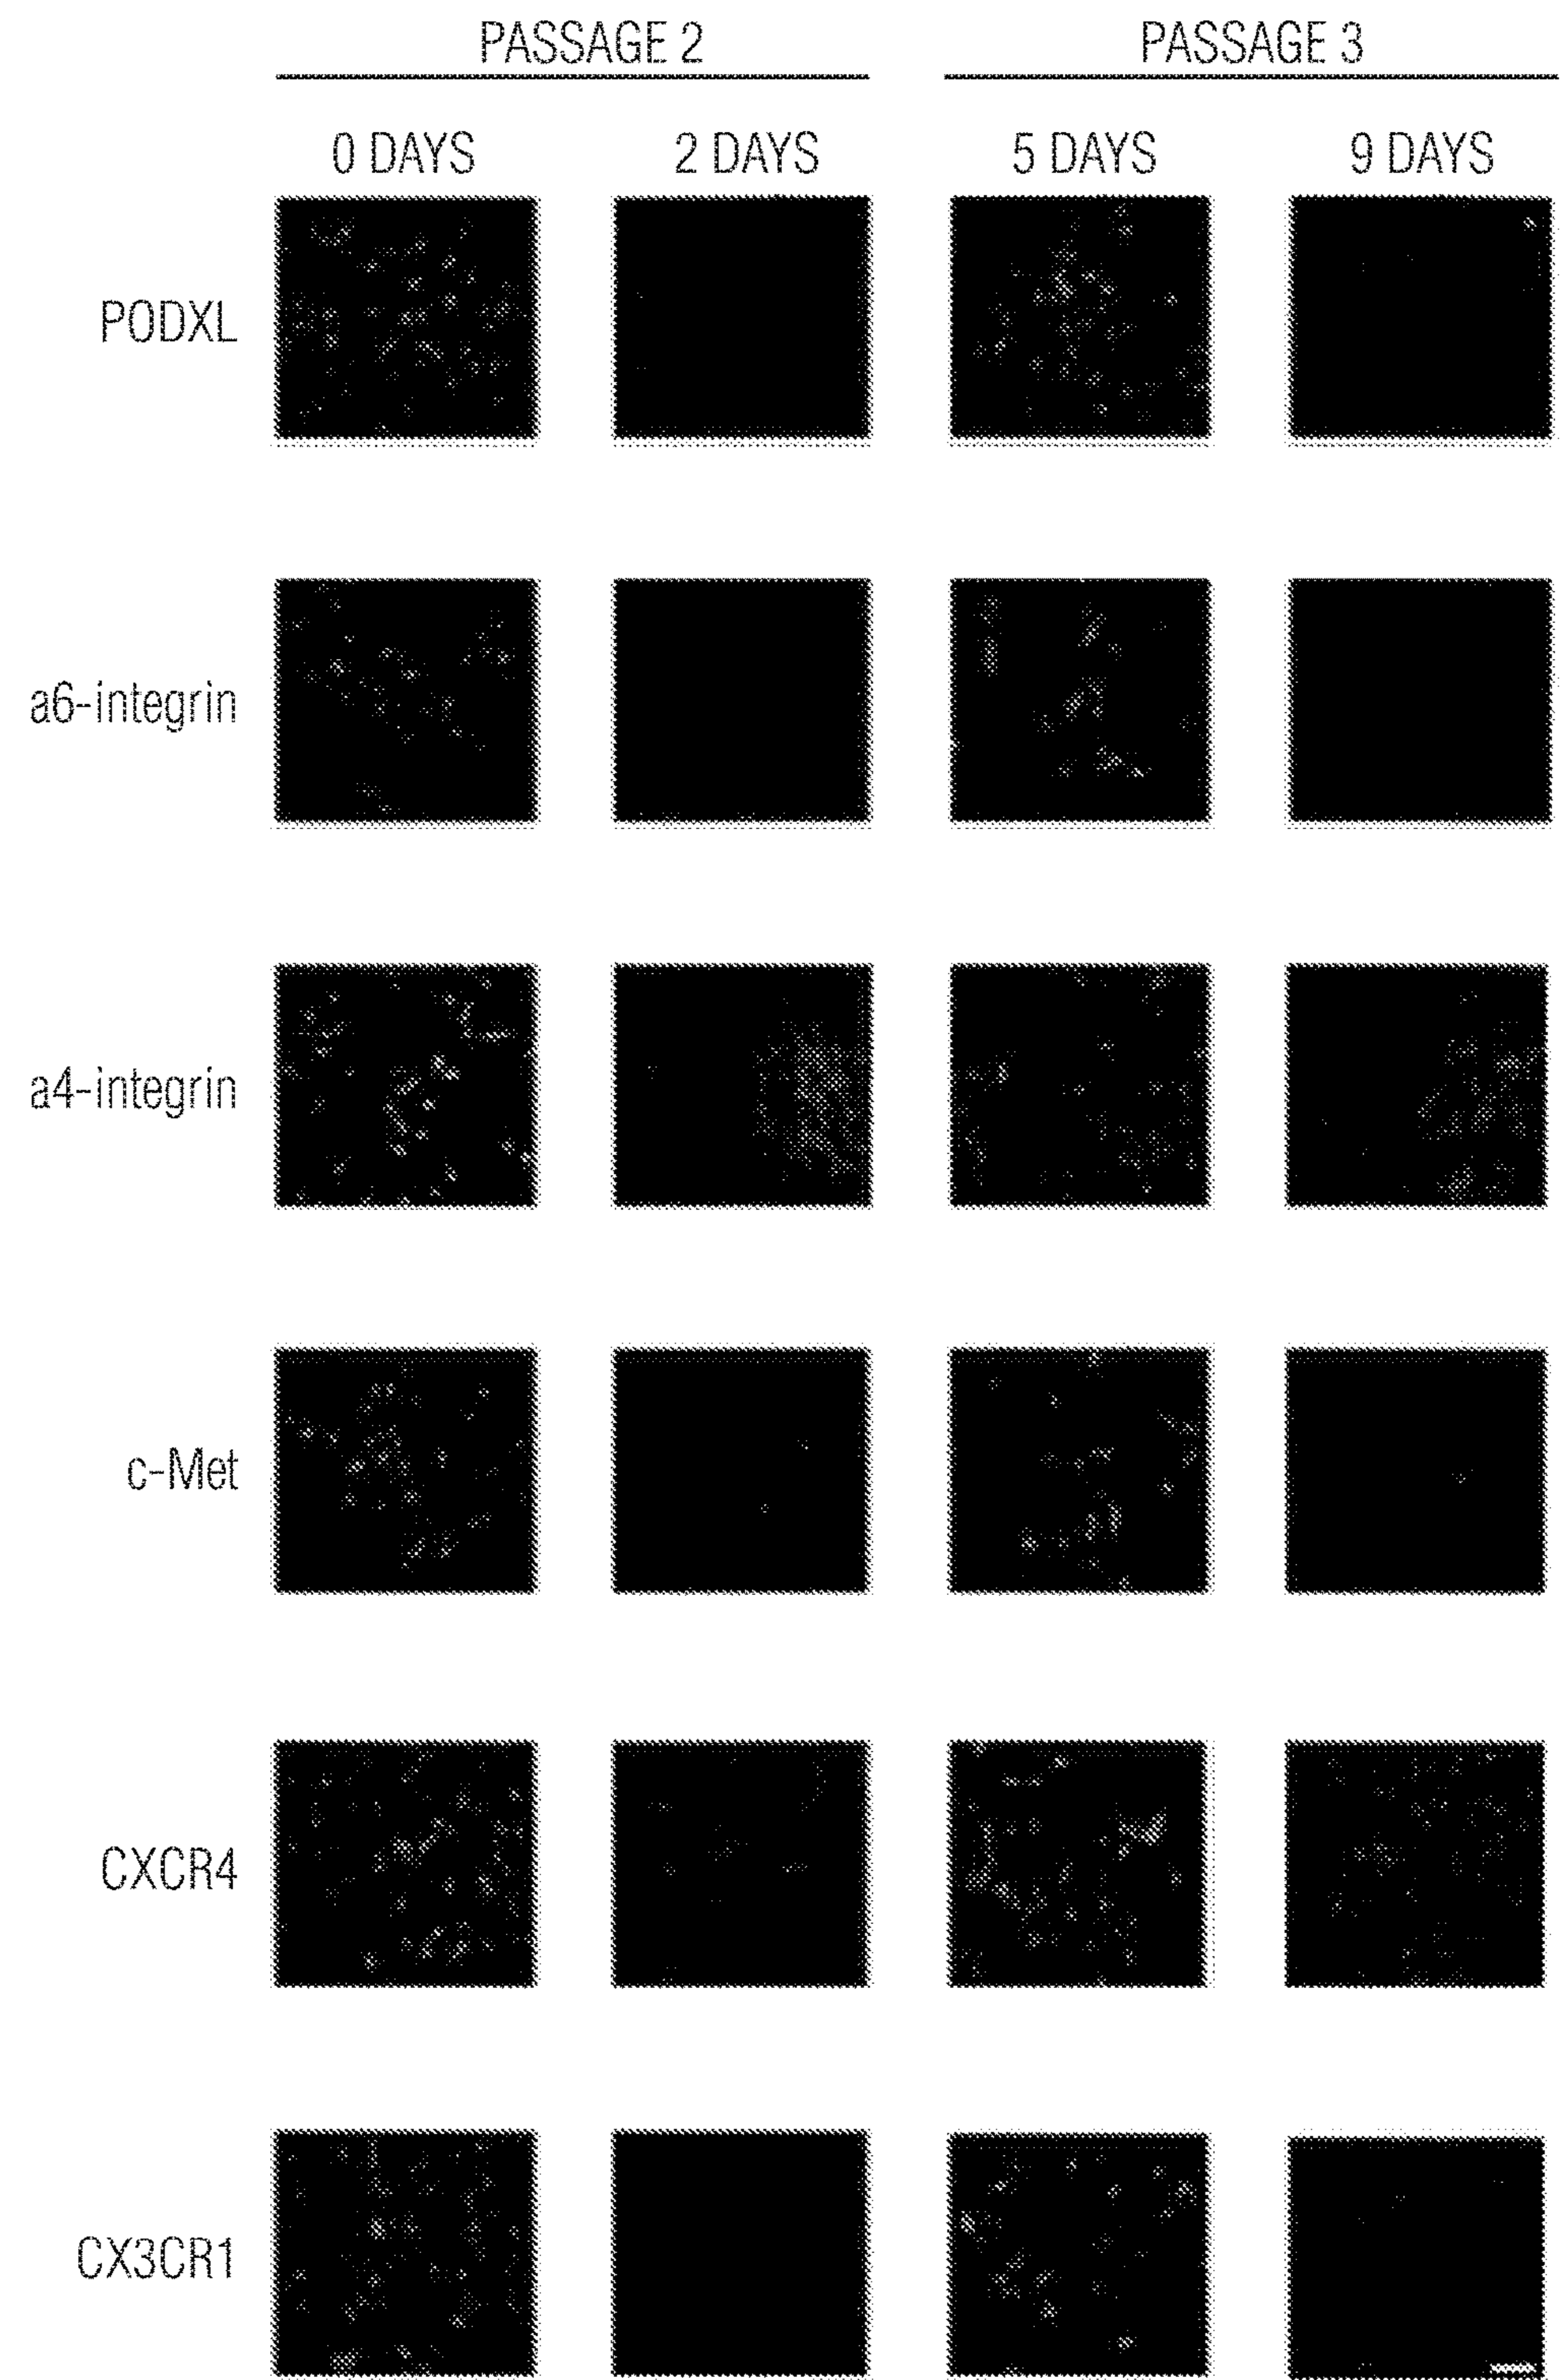 PASSAGE 2 PASSAGE 3
0 DAYS 2 DAYS 5 DAYS 9 DAYS
PODXL
a6-integrin
a4-integrin
c-Met
CXCR4
CX3CR1